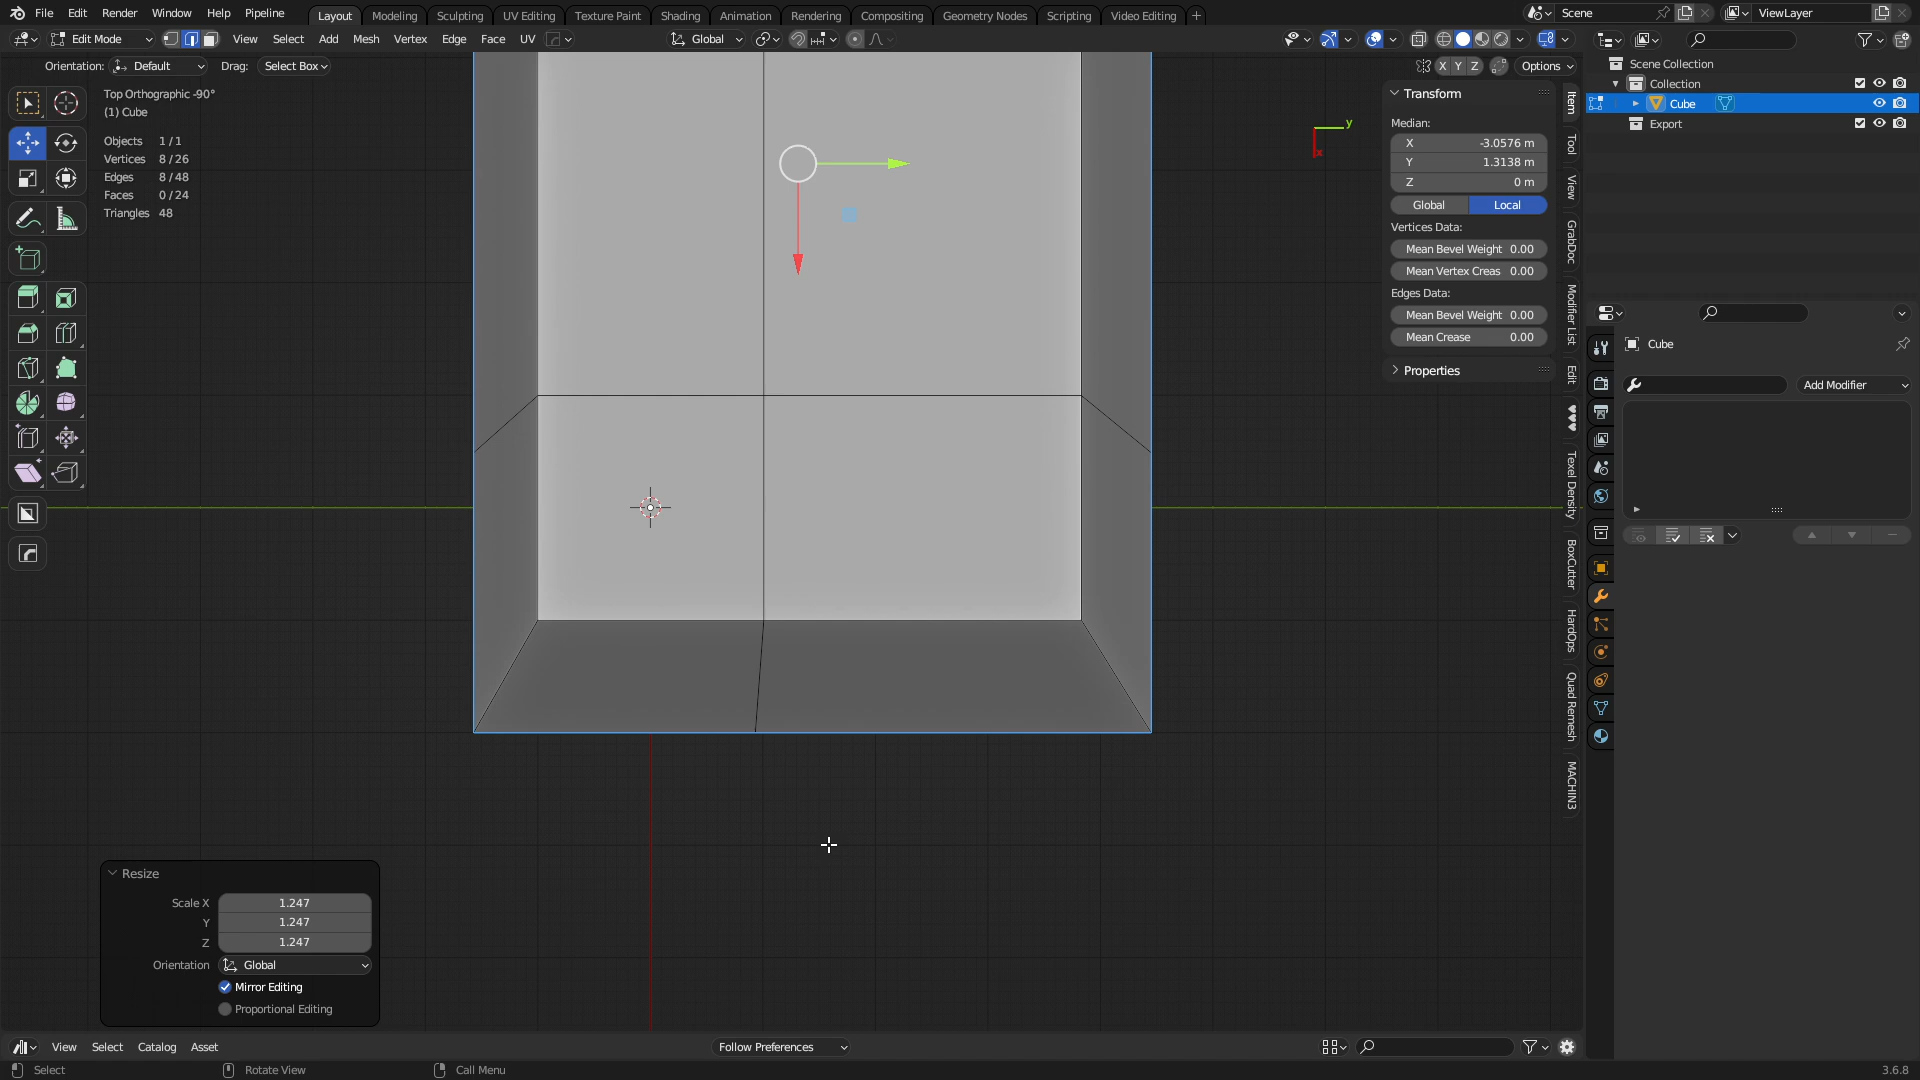 File Edit Render Window Help Pipeline Layout Modeling Sculpting UV Editing Texture Paint Shading Animation Rendering Compositing Geometry Nodes Scripting Video Editing + Scene ViewLayer
Edit Mode View Select Add Mesh Vertex Edge Face UV Global
Orientation: Default Drag: Select Box X Y Z Options
Top Orthographic -90°
(1) Cube
Objects 1 / 1
Vertices 8 / 26
Edges 8 / 48
Faces 0 / 24
Triangles 48
y
x
Transform
Median:
X -3.0576 m
Y 1.3138 m
Z 0 m
Global Local
Vertices Data:
Mean Bevel Weight 0.00
Mean Vertex Creas 0.00
Edges Data:
Mean Bevel Weight 0.00
Mean Crease 0.00
Properties
Item
Tool
View
GrabDoc
Modifier List
Edit
♥♥♥
Texel Density
BoxCutter
HardOps
Quad Remesh
MACHIN3
Scene Collection
Collection
Cube
Export
Cube
Add Modifier
Resize
Scale X 1.247
Y 1.247
Z 1.247
Orientation Global
Mirror Editing
Proportional Editing
View Select Catalog Asset Follow Preferences
Select Rotate View Call Menu 3.6.8